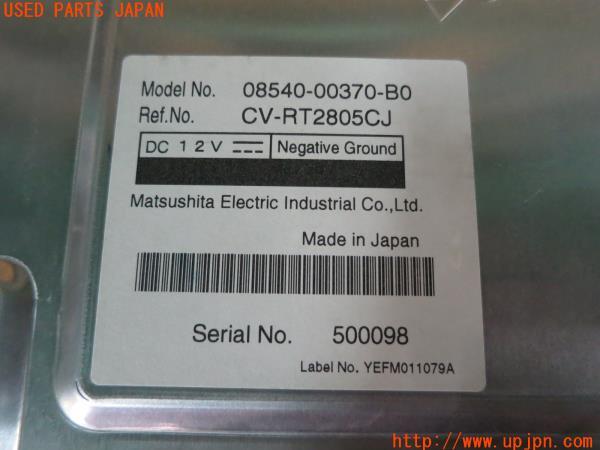 USED PARTS JAPAN
Model No. 08540-00370-B0
Ref.No. CV-RT2805CJ
DC 12V Negative Ground
Matsushita Electric Industrial Co.,Ltd.
Made in Japan
Serial No. 500098
Label No. YEFM011079A
http://www.upjpn.com/